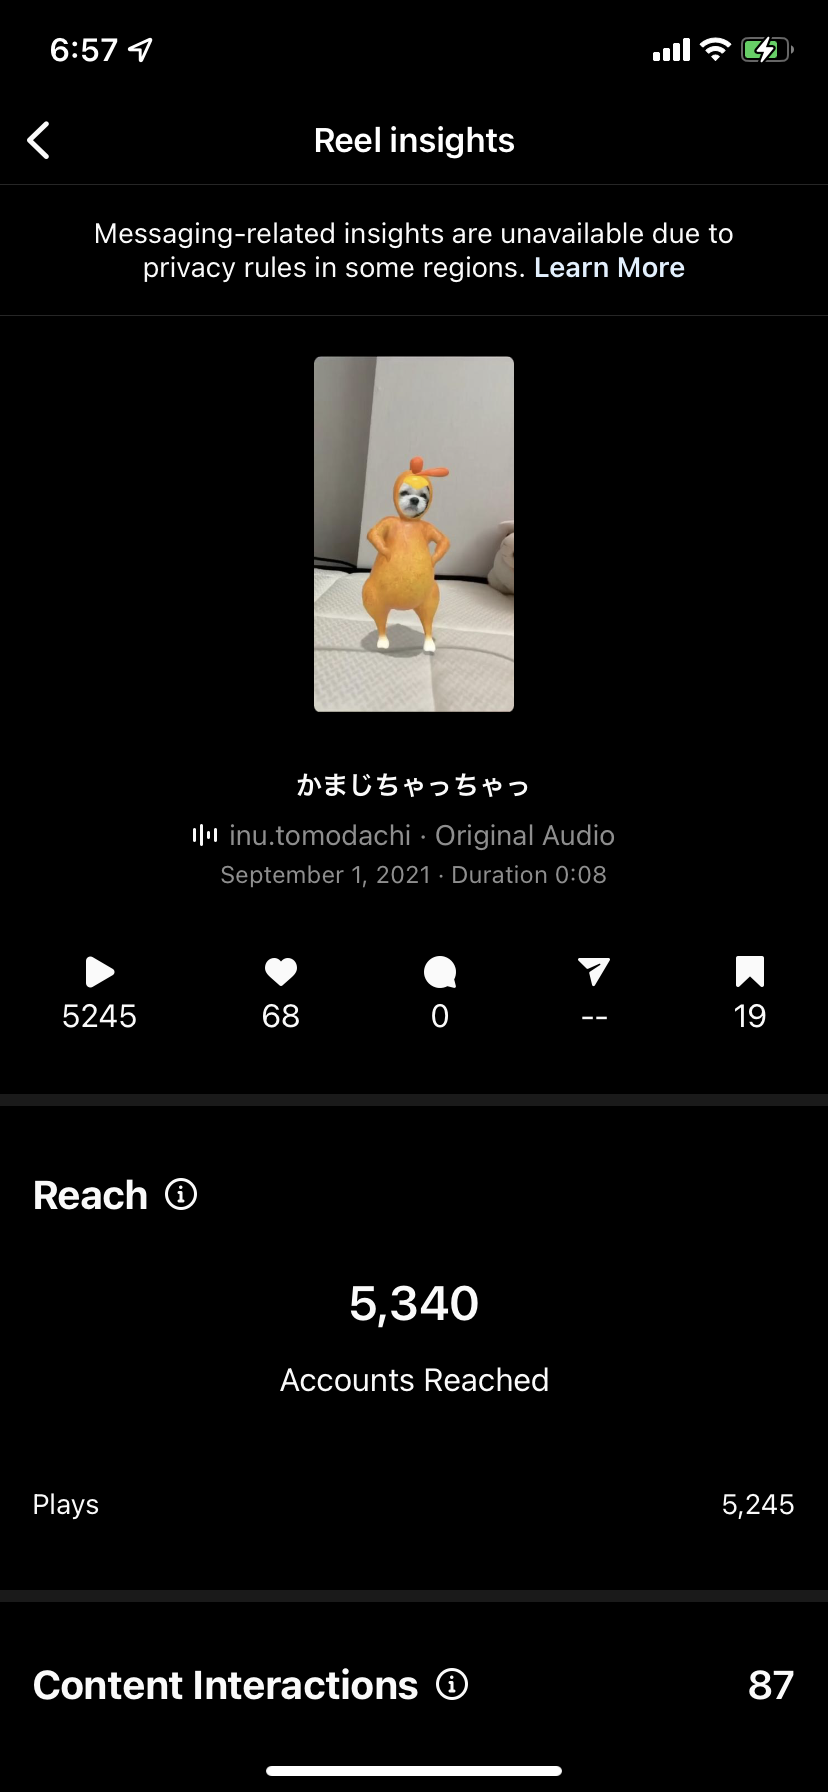 6:57
Reel insights
Messaging-related insights are unavailable due to
privacy rules in some regions. Learn More
かまじちゃっちゃっ
inu.tomodachi · Original Audio
September 1, 2021 · Duration 0:08
5245 68 0 -- 19
Reach
5,340
Accounts Reached
Plays 5,245
Content Interactions 87